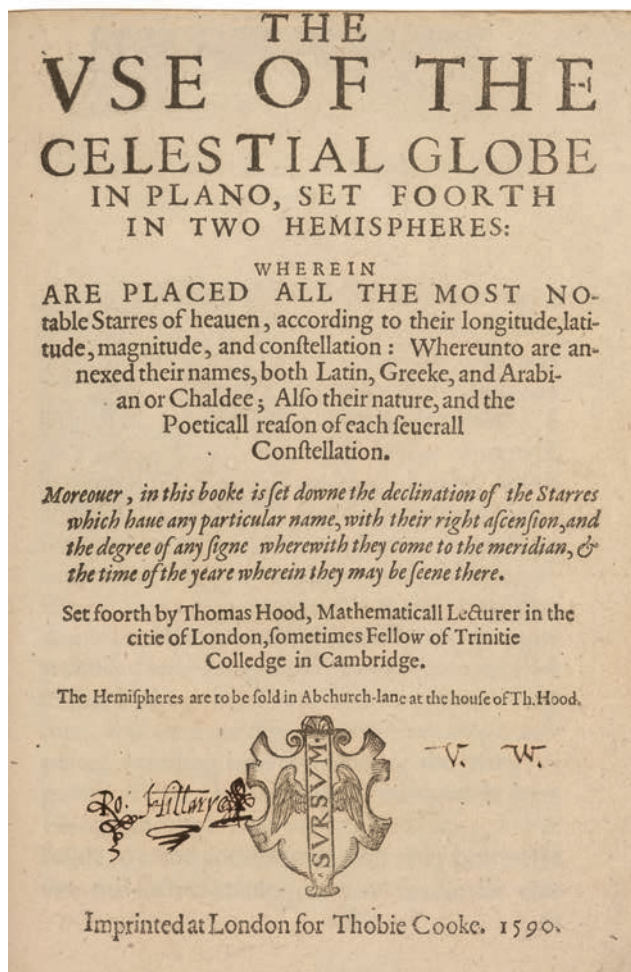 THE
VSE OF THE
CELESTIAL GLOBE
IN PLANO, SET FOORTH
IN TWO HEMISPHERES:
WHEREIN
ARE PLACED ALL THE MOST NO-
table Starres of heauen, according to their longitude, lati-
tude, magnitude, and conſtellation: Whereunto are an-
nexed their names, both Latin, Greeke, and Arabi-
an or Chaldee; Alſo their nature, and the
Poeticall reaſon of each ſeuerall
Conſtellation.
Moreouer, in this booke is ſet downe the declination of the Starres
which haue any particular name, with their right aſcenſion, and
the degree of any ſigne wherewith they come to the meridian, &
the time of the yeare wherein they may be ſeene there.
Set foorth by Thomas Hood, Mathematicall Lecturer in the
citie of London, ſometimes Fellow of Trinitie
Colledge in Cambridge.
The Hemiſpheres are to be ſold in Abchurch-lane at the houſe of Th. Hood.
V. W.
Ro: Hillarye
SVRSVM.
Imprinted at London for Thobie Cooke. 1590.